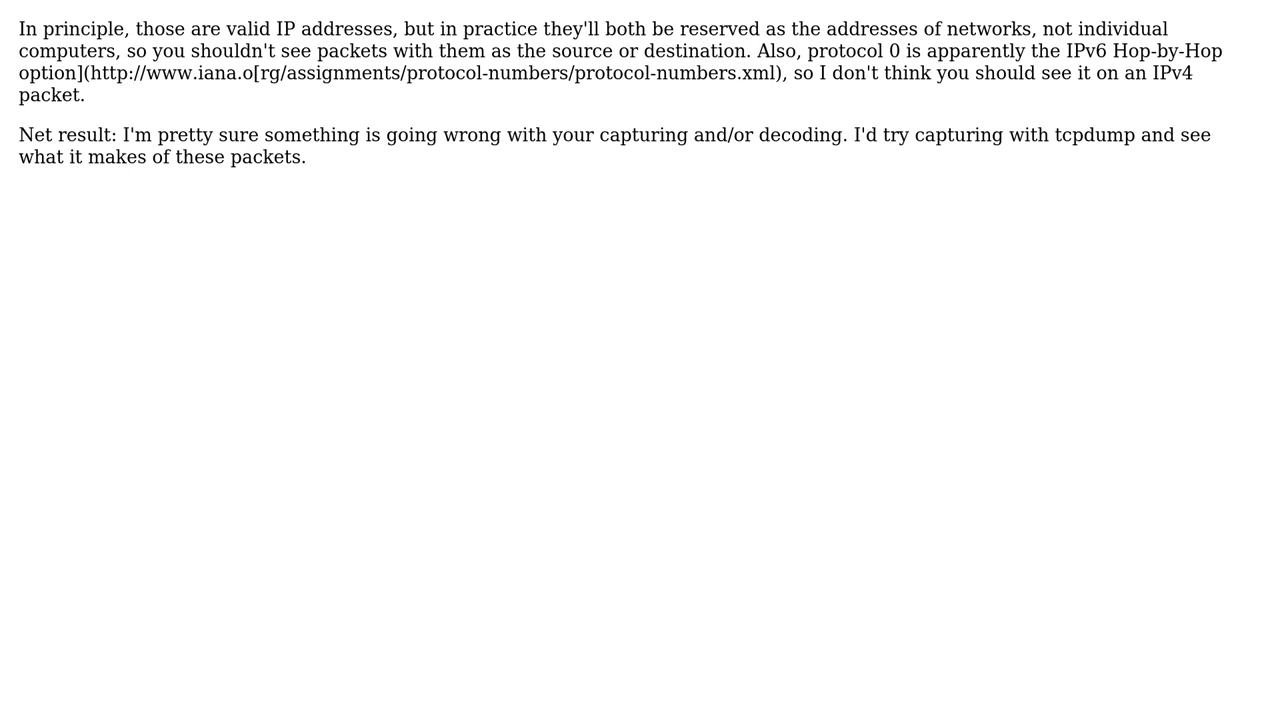 In principle, those are valid IP addresses, but in practice they'll both be reserved as the addresses of networks, not individual
computers, so you shouldn't see packets with them as the source or destination. Also, protocol 0 is apparently the IPv6 Hop-by-Hop
option](http://www.iana.o[rg/assignments/protocol-numbers/protocol-numbers.xml), so I don't think you should see it on an IPv4
packet.
Net result: I'm pretty sure something is going wrong with your capturing and/or decoding. I'd try capturing with tcpdump and see
what it makes of these packets.